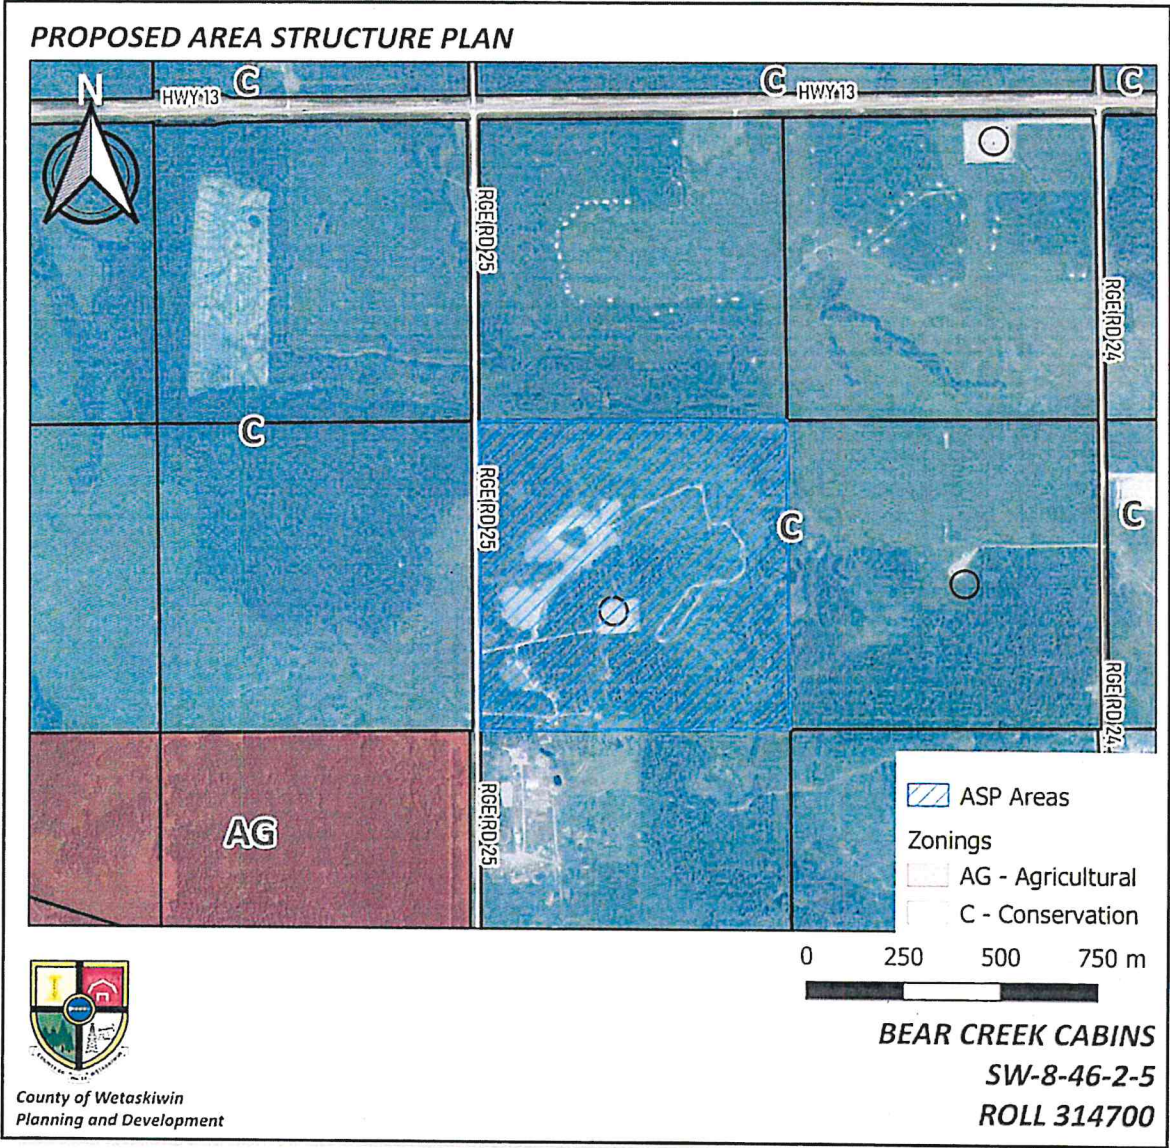 PROPOSED AREA STRUCTURE PLAN
N
C
C
C
HWY 13
HWY 13
RGE RD 25
RGE RD 24
C
RGE RD 25
C
C
RGE RD 24
AG
RGE RD 25
ASP Areas
Zonings
AG - Agricultural
C - Conservation
0 250 500 750 m
BEAR CREEK CABINS
SW-8-46-2-5
ROLL 314700
County of Wetaskiwin
Planning and Development